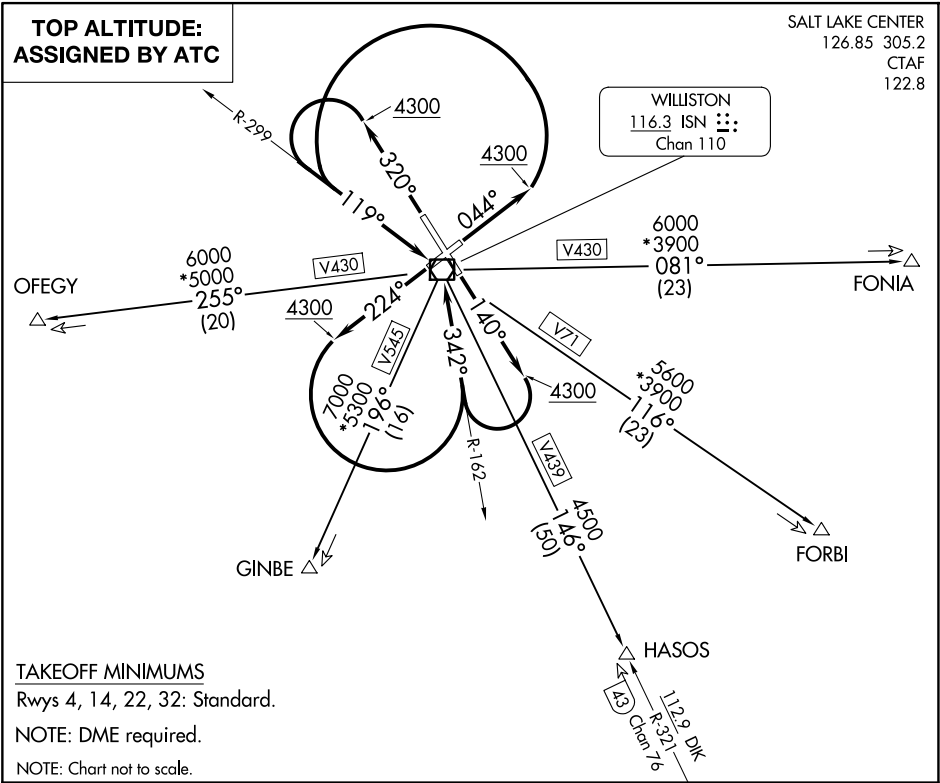 TOP ALTITUDE:
ASSIGNED BY ATC
SALT LAKE CENTER
126.85 305.2
CTAF
122.8
WILLISTON
116.3 ISN
Chan 110
R-299
4300
320°
119°
4300
044°
6000
*5000
V430
255°
(20)
OFEGY
V430
6000
*3900
081°
(23)
FONIA
224°
4300
V545
7000
*5300
196°
(16)
GINBE
342°
R-162
140°
4300
V71
5600
*3900
116°
(23)
FORBI
V439
4500
146°
(50)
HASOS
43
Chan 76
R-321
112.9 DIK
TAKEOFF MINIMUMS
Rwys 4, 14, 22, 32: Standard.
NOTE: DME required.
NOTE: Chart not to scale.